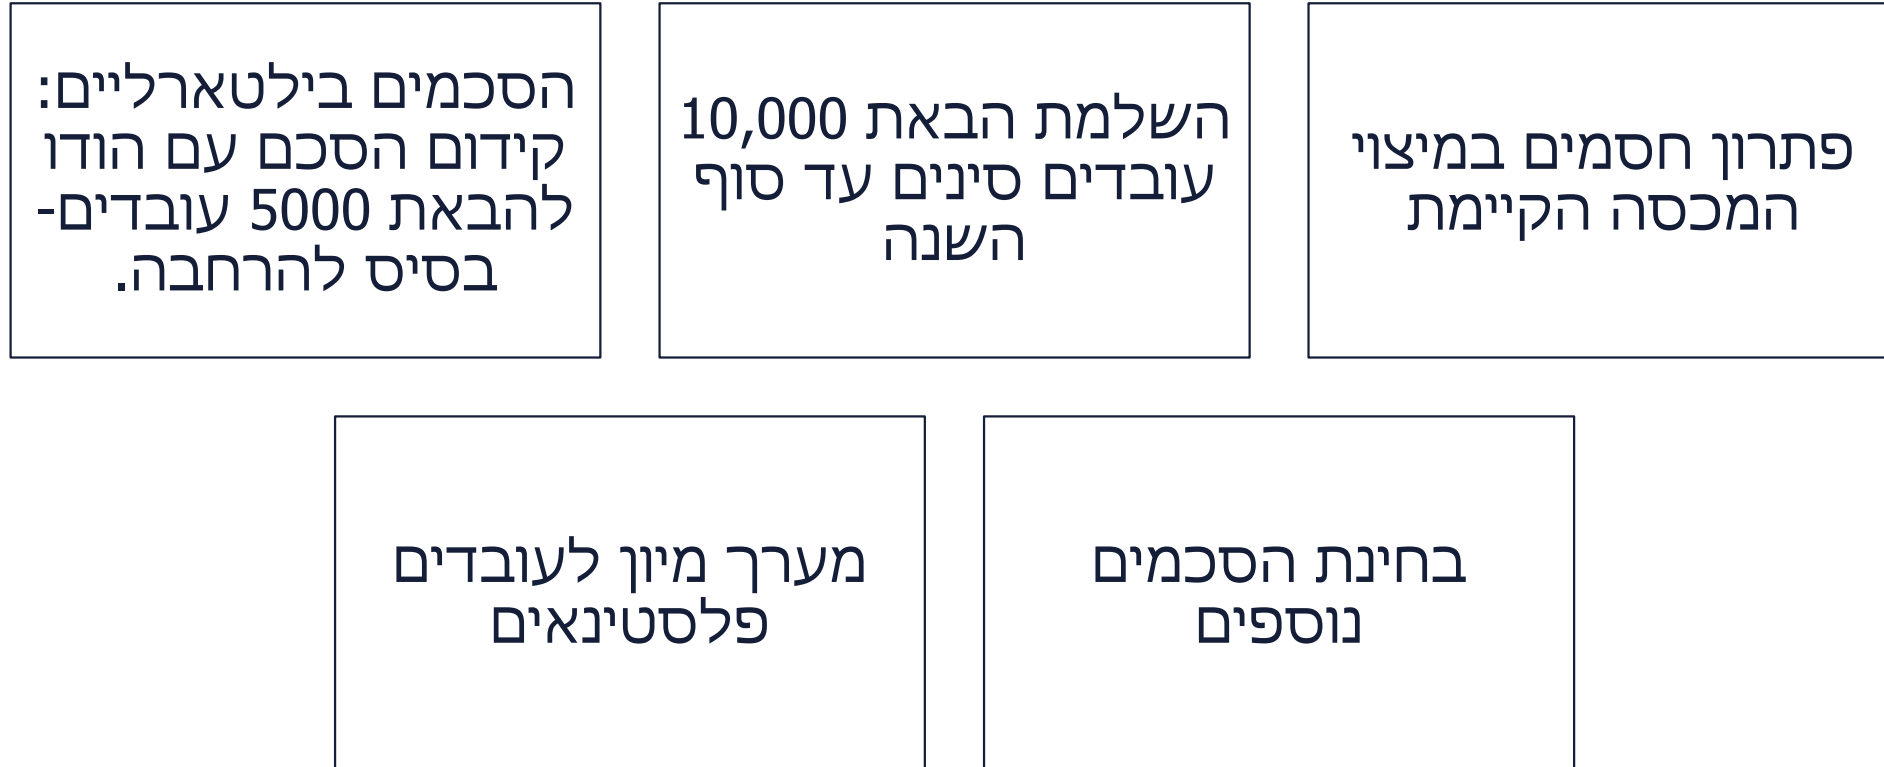 פתרון חסמים במיצוי
המכסה הקיימת
השלמת הבאת 10,000
עובדים סינים עד סוף
השנה
הסכמים בילטארליים:
קידום הסכם עם הודו
להבאת 5000 עובדים-
בסיס להרחבה.
בחינת הסכמים
נוספים
מערך מיון לעובדים
פלסטינאים